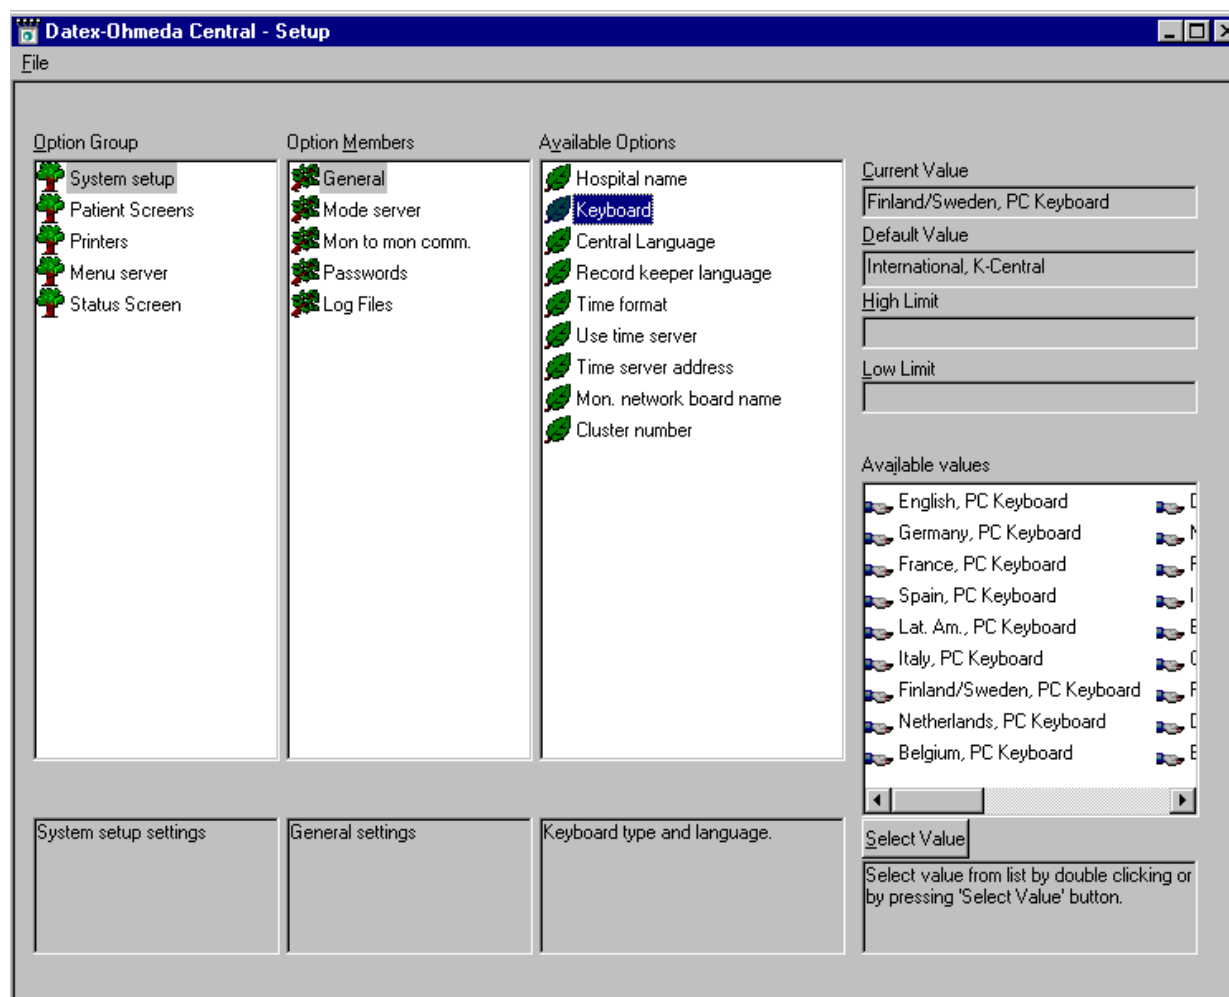 Datex-Ohmeda Central - Setup
File
Option Group
System setup
Patient Screens
Printers
Menu server
Status Screen
Option Members
General
Mode server
Mon to mon comm.
Passwords
Log Files
Available Options
Hospital name
Keyboard
Central Language
Record keeper language
Time format
Use time server
Time server address
Mon. network board name
Cluster number
Current Value
Finland/Sweden, PC Keyboard
Default Value
International, K-Central
High Limit
Low Limit
Available values
English, PC Keyboard
Germany, PC Keyboard
France, PC Keyboard
Spain, PC Keyboard
Lat. Am., PC Keyboard
Italy, PC Keyboard
Finland/Sweden, PC Keyboard
Netherlands, PC Keyboard
Belgium, PC Keyboard
System setup settings
General settings
Keyboard type and language.
Select Value
Select value from list by double clicking or
by pressing 'Select Value' button.